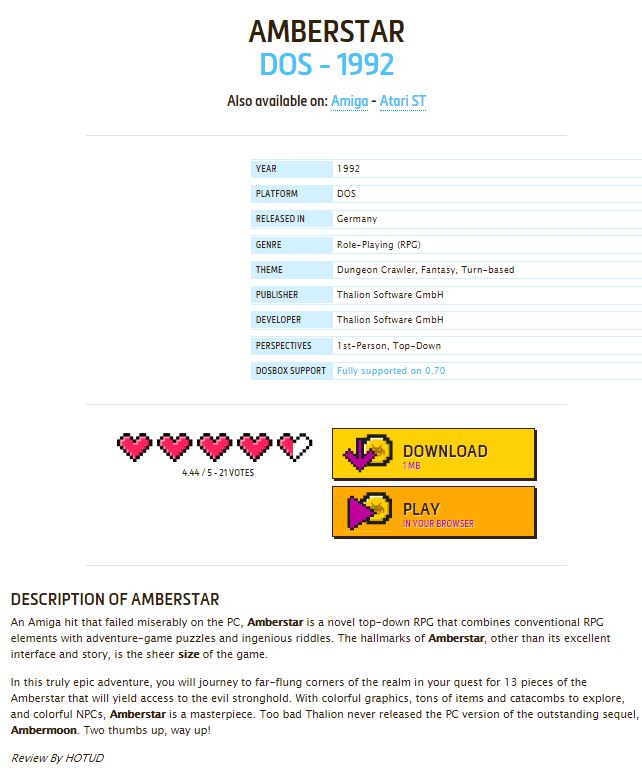 AMBERSTAR
DOS - 1992
Also available on: Amiga - Atari ST
YEAR 1992
PLATFORM DOS
RELEASED IN Germany
GENRE Role-Playing (RPG)
THEME Dungeon Crawler, Fantasy, Turn-based
PUBLISHER Thalion Software GmbH
DEVELOPER Thalion Software GmbH
PERSPECTIVES 1st-Person, Top-Down
DOSBOX SUPPORT Fully supported on 0.70
4.44 / 5 - 21 VOTES
DOWNLOAD
1 MB
PLAY
IN YOUR BROWSER
DESCRIPTION OF AMBERSTAR
An Amiga hit that failed miserably on the PC, Amberstar is a novel top-down RPG that combines conventional RPG
elements with adventure-game puzzles and ingenious riddles. The hallmarks of Amberstar, other than its excellent
interface and story, is the sheer size of the game.
In this truly epic adventure, you will journey to far-flung corners of the realm in your quest for 13 pieces of the
Amberstar that will yield access to the evil stronghold. With colorful graphics, tons of items and catacombs to explore,
and colorful NPCs, Amberstar is a masterpiece. Too bad Thalion never released the PC version of the outstanding sequel,
Ambermoon. Two thumbs up, way up!
Review By HOTUD